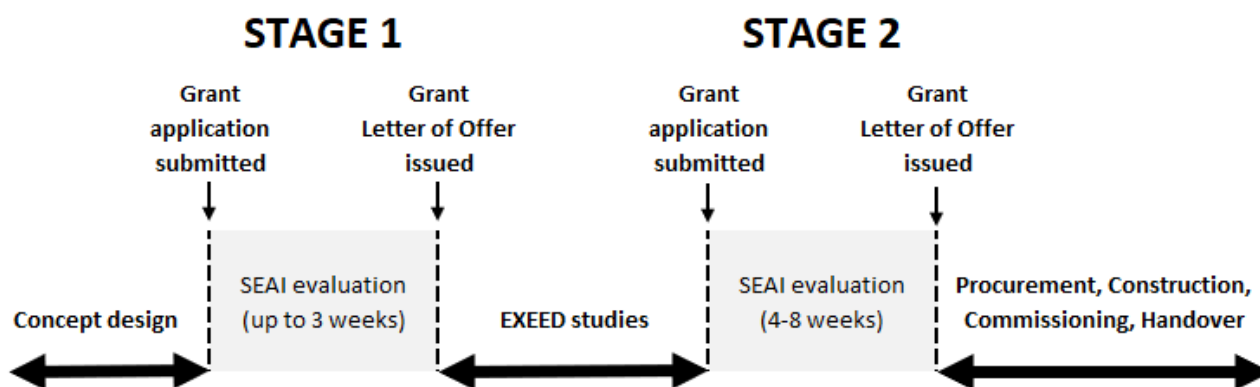 STAGE 1
STAGE 2
Grant
application
submitted
Grant
Letter of Offer
issued
Grant
application
submitted
Grant
Letter of Offer
issued
Concept design
SEAI evaluation
(up to 3 weeks)
EXEED studies
SEAI evaluation
(4-8 weeks)
Procurement, Construction,
Commissioning, Handover